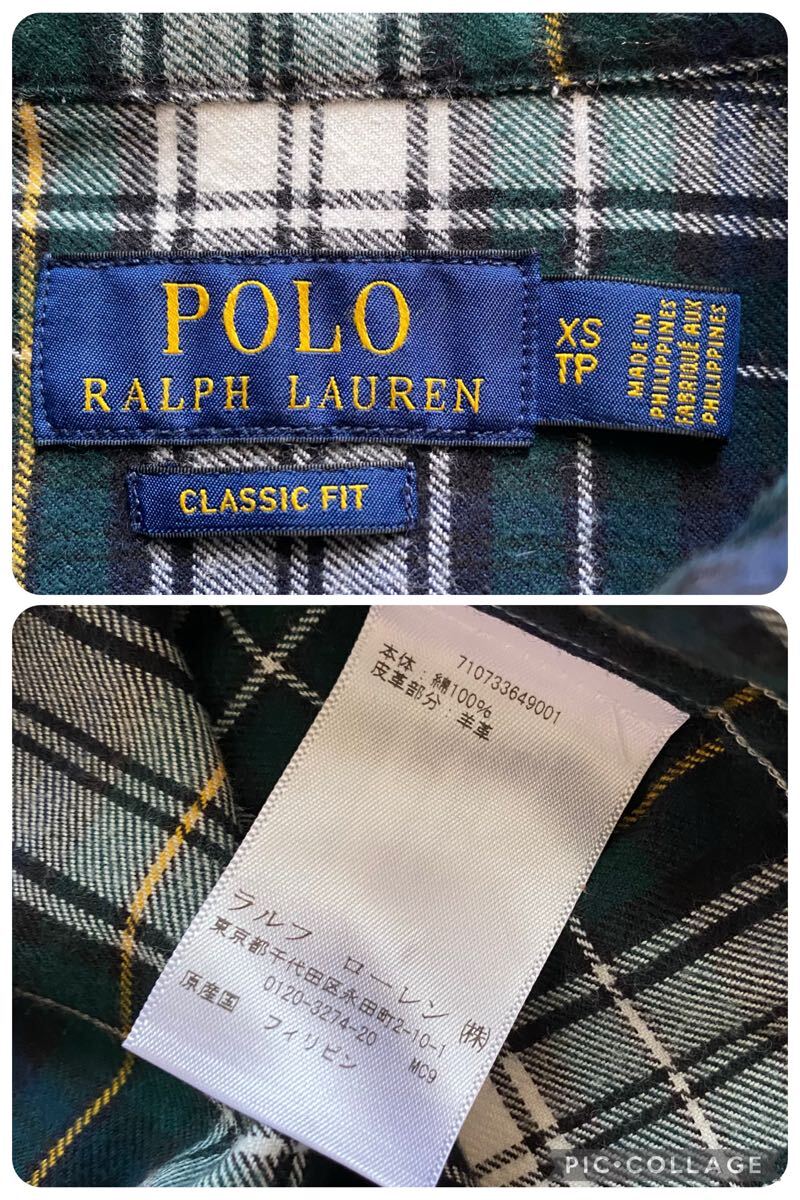 POLO
RALPH LAUREN
XS
TP
MADE IN
PHILIPPINES
FABRIQUÉ AUX
PHILIPPINES
CLASSIC FIT
710733649001
本体:綿100%
皮革部分:羊革
ラルフ ローレン(株)
東京都千代田区永田町2-10-1
0120-3274-20
原産国 フィリピン MC9
PIC•COLLAGE